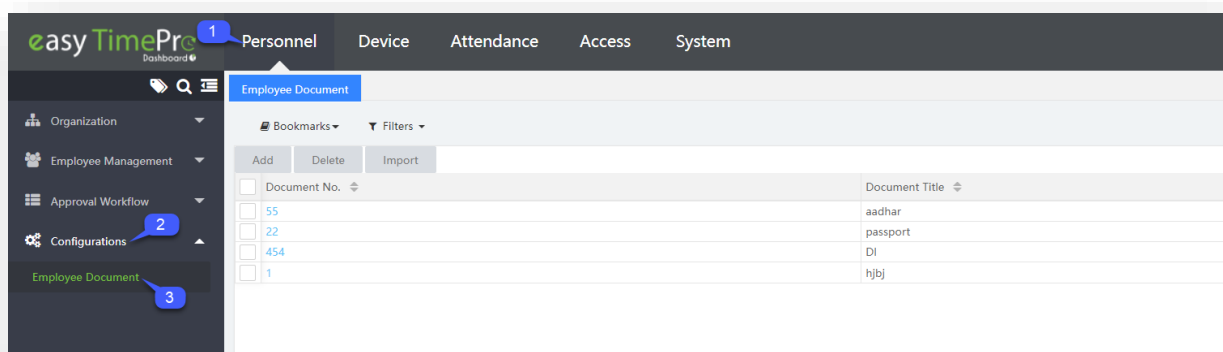 easy TimePro
Dashboard
1
Personnel Device Attendance Access System
Employee Document
Organization
Bookmarks Filters
Employee Management
Add Delete Import
Document No. Document Title
Approval Workflow
55 aadhar
22 passport
2
Configurations
454 Dl
1 hjbj
Employee Document
3